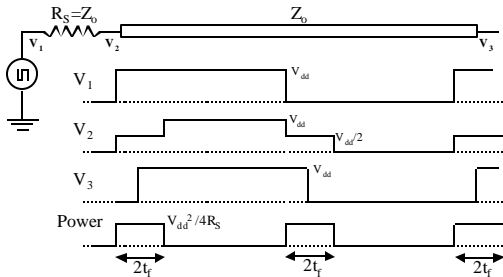 R_S=Z_o
Z_o
v_1
v_2
v_3
V_1
V_dd
V_2
V_dd
V_dd/2
V_3
V_dd
Power
V_dd^2/4R_S
2t_f
2t_f
2t_f